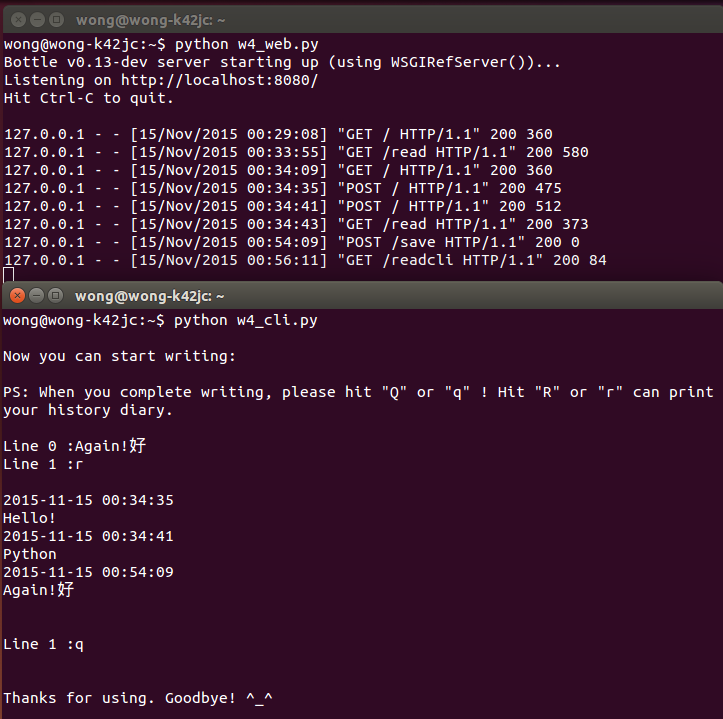 wong@wong-k42jc: ~
wong@wong-k42jc:~$ python w4_web.py
Bottle v0.13-dev server starting up (using WSGIRefServer())...
Listening on http://localhost:8080/
Hit Ctrl-C to quit.
127.0.0.1 - - [15/Nov/2015 00:29:08] "GET / HTTP/1.1" 200 360
127.0.0.1 - - [15/Nov/2015 00:33:55] "GET /read HTTP/1.1" 200 580
127.0.0.1 - - [15/Nov/2015 00:34:09] "GET / HTTP/1.1" 200 360
127.0.0.1 - - [15/Nov/2015 00:34:35] "POST / HTTP/1.1" 200 475
127.0.0.1 - - [15/Nov/2015 00:34:41] "POST / HTTP/1.1" 200 512
127.0.0.1 - - [15/Nov/2015 00:34:43] "GET /read HTTP/1.1" 200 373
127.0.0.1 - - [15/Nov/2015 00:54:09] "POST /save HTTP/1.1" 200 0
127.0.0.1 - - [15/Nov/2015 00:56:11] "GET /readcli HTTP/1.1" 200 84
wong@wong-k42jc: ~
wong@wong-k42jc:~$ python w4_cli.py
Now you can start writing:
PS: When you complete writing, please hit "Q" or "q" ! Hit "R" or "r" can print
your history diary.
Line 0 :Again!好
Line 1 :r
2015-11-15 00:34:35
Hello!
2015-11-15 00:34:41
Python
2015-11-15 00:54:09
Again!好
Line 1 :q
Thanks for using. Goodbye! ^_^